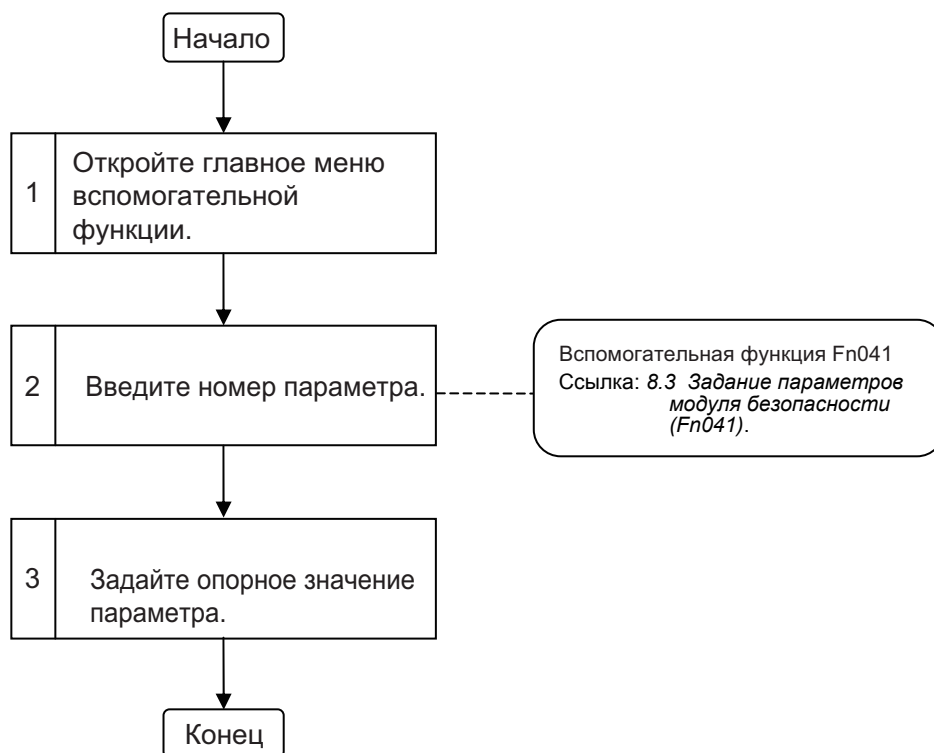 Начало
1
Откройте главное меню
вспомогательной
функции.
2
Введите номер параметра.
Вспомогательная функция Fn041
Ссылка: 8.3 Задание параметров
модуля безопасности
(Fn041).
3
Задайте опорное значение
параметра.
Конец